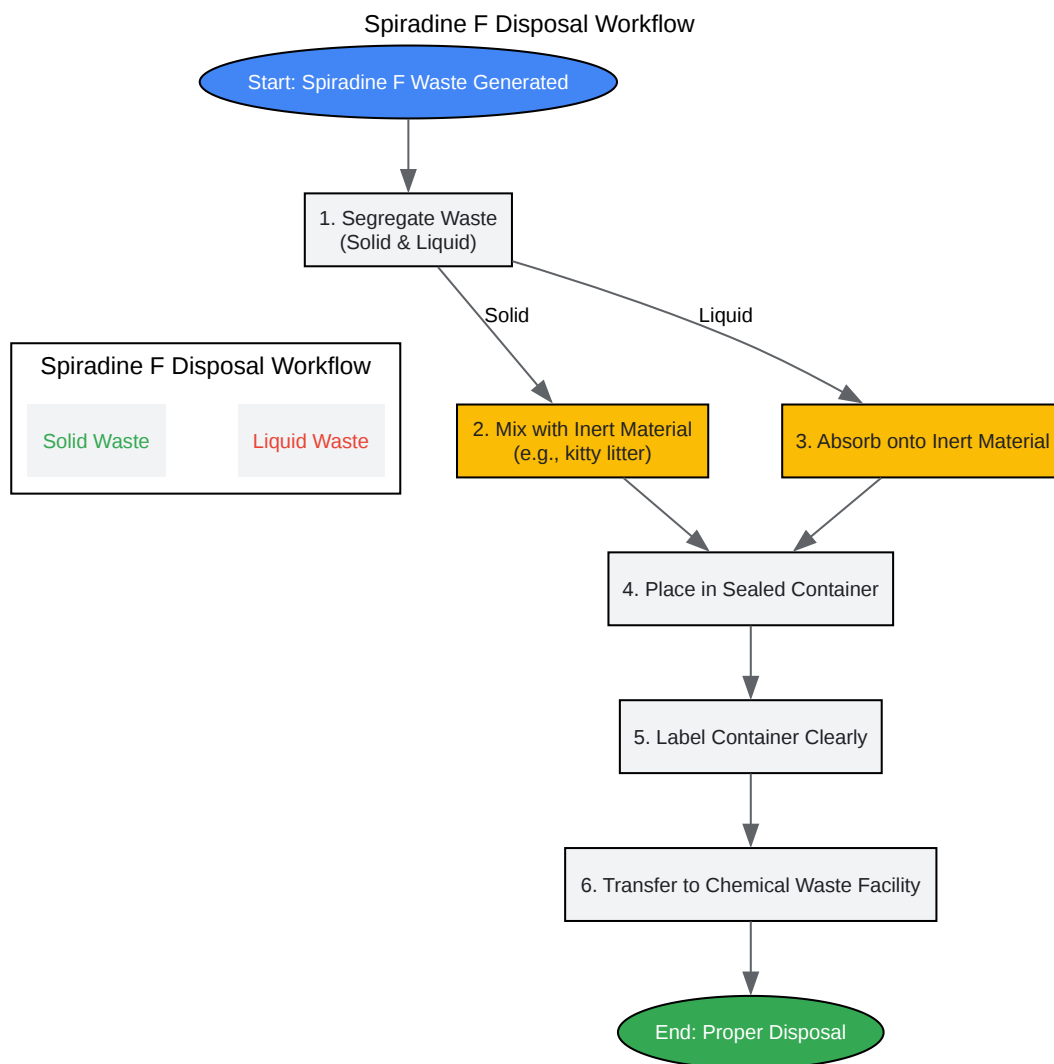 Spiradine F Disposal Workflow
Start: Spiradine F Waste Generated
1. Segregate Waste
(Solid & Liquid)
Solid
Liquid
Spiradine F Disposal Workflow
Solid Waste
Liquid Waste
2. Mix with Inert Material
(e.g., kitty litter)
3. Absorb onto Inert Material
4. Place in Sealed Container
5. Label Container Clearly
6. Transfer to Chemical Waste Facility
End: Proper Disposal